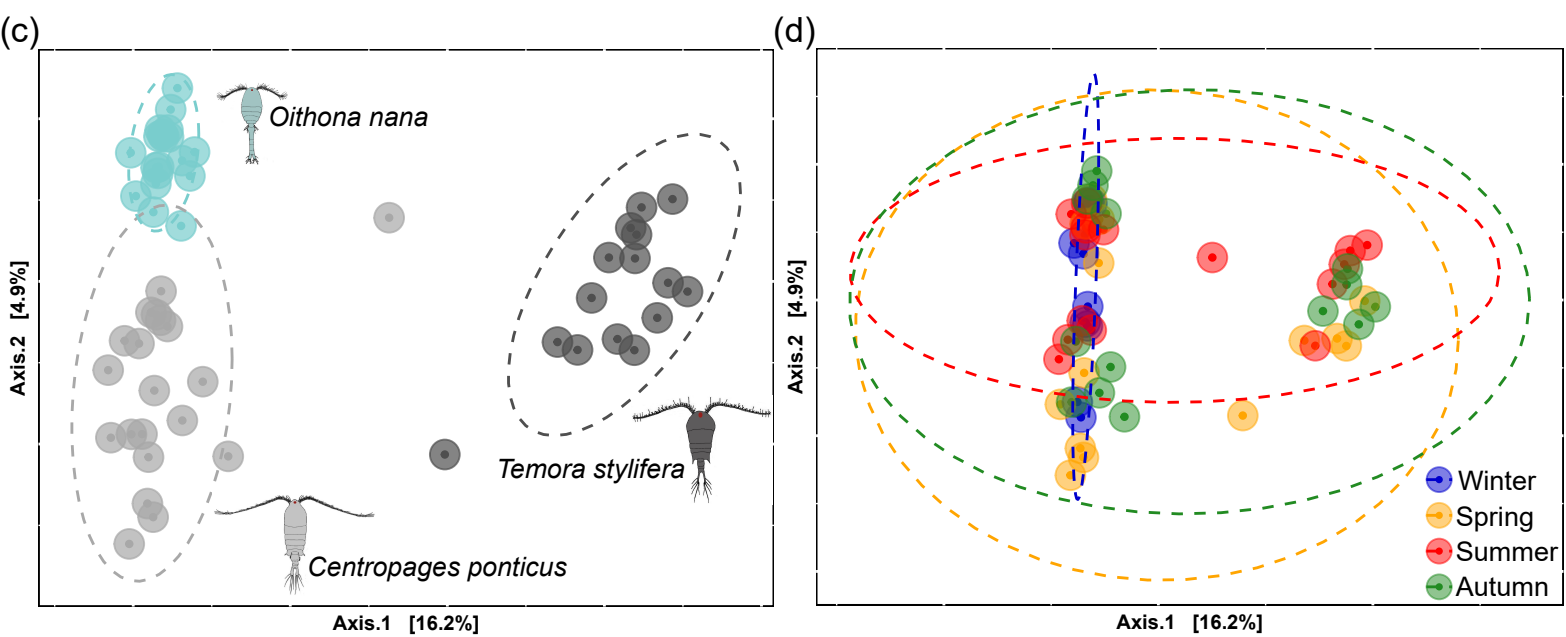 (c)
Oithona nana
Temora stylifera
Centropages ponticus
Axis.2 [4.9%]
Axis.1 [16.2%]
(d)
Axis.2 [4.9%]
Winter
Spring
Summer
Autumn
Axis.1 [16.2%]